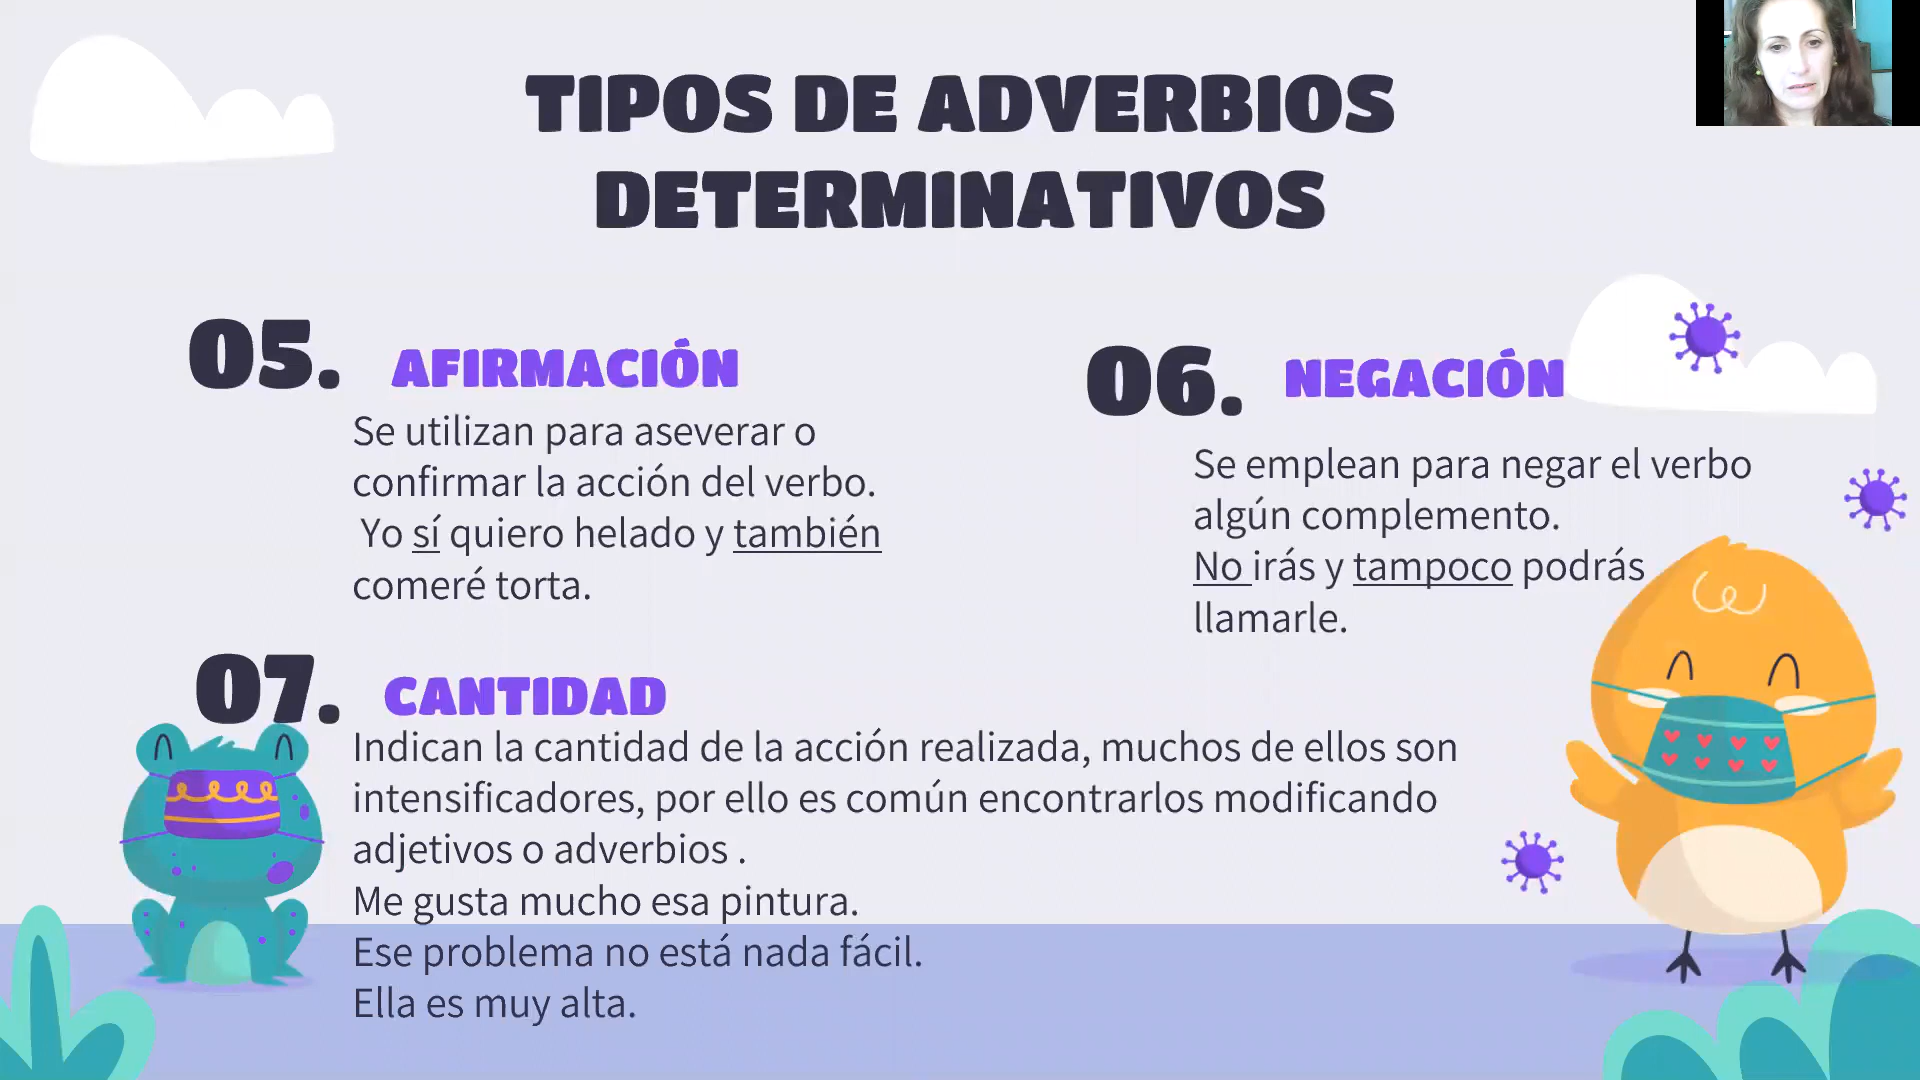 TIPOS DE ADVERBIOS
DETERMINATIVOS
05. AFIRMACIÓN
Se utilizan para aseverar o
confirmar la acción del verbo.
Yo sí quiero helado y también
comeré torta.
06. NEGACIÓN
Se emplean para negar el verbo
algún complemento.
No irás y tampoco podrás
llamarle.
07. CANTIDAD
Indican la cantidad de la acción realizada, muchos de ellos son
intensificadores, por ello es común encontrarlos modificando
adjetivos o adverbios .
Me gusta mucho esa pintura.
Ese problema no está nada fácil.
Ella es muy alta.